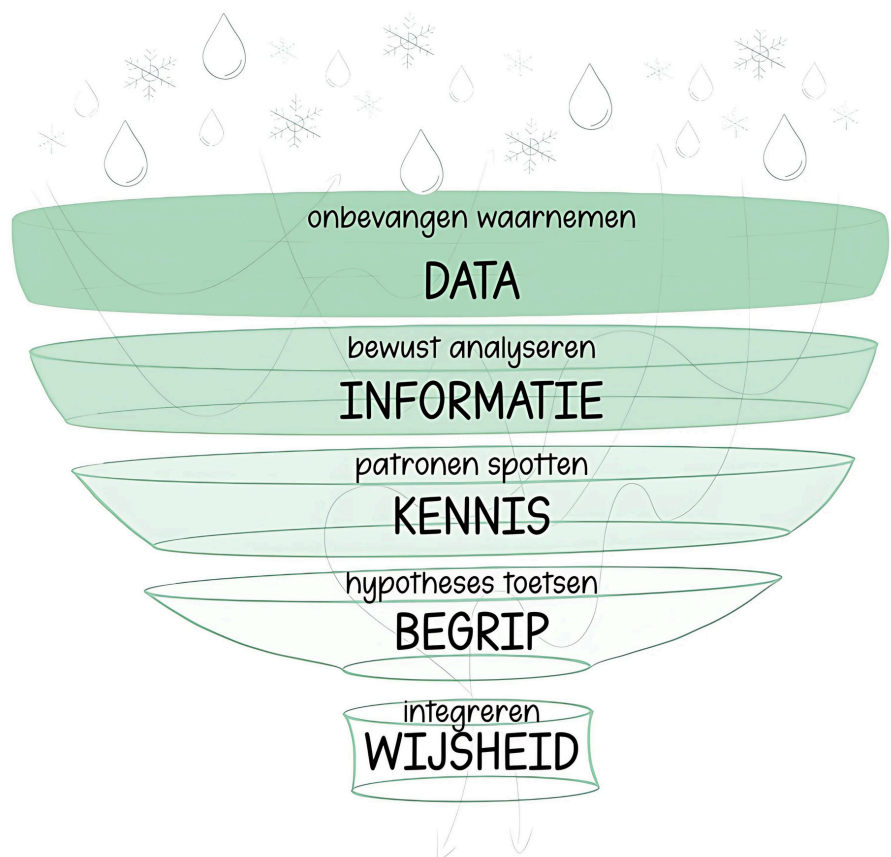 onbevangen waarnemen
DATA
bewust analyseren
INFORMATIE
patronen spotten
KENNIS
hypotheses toetsen
BEGRIP
integreren
WIJSHEID